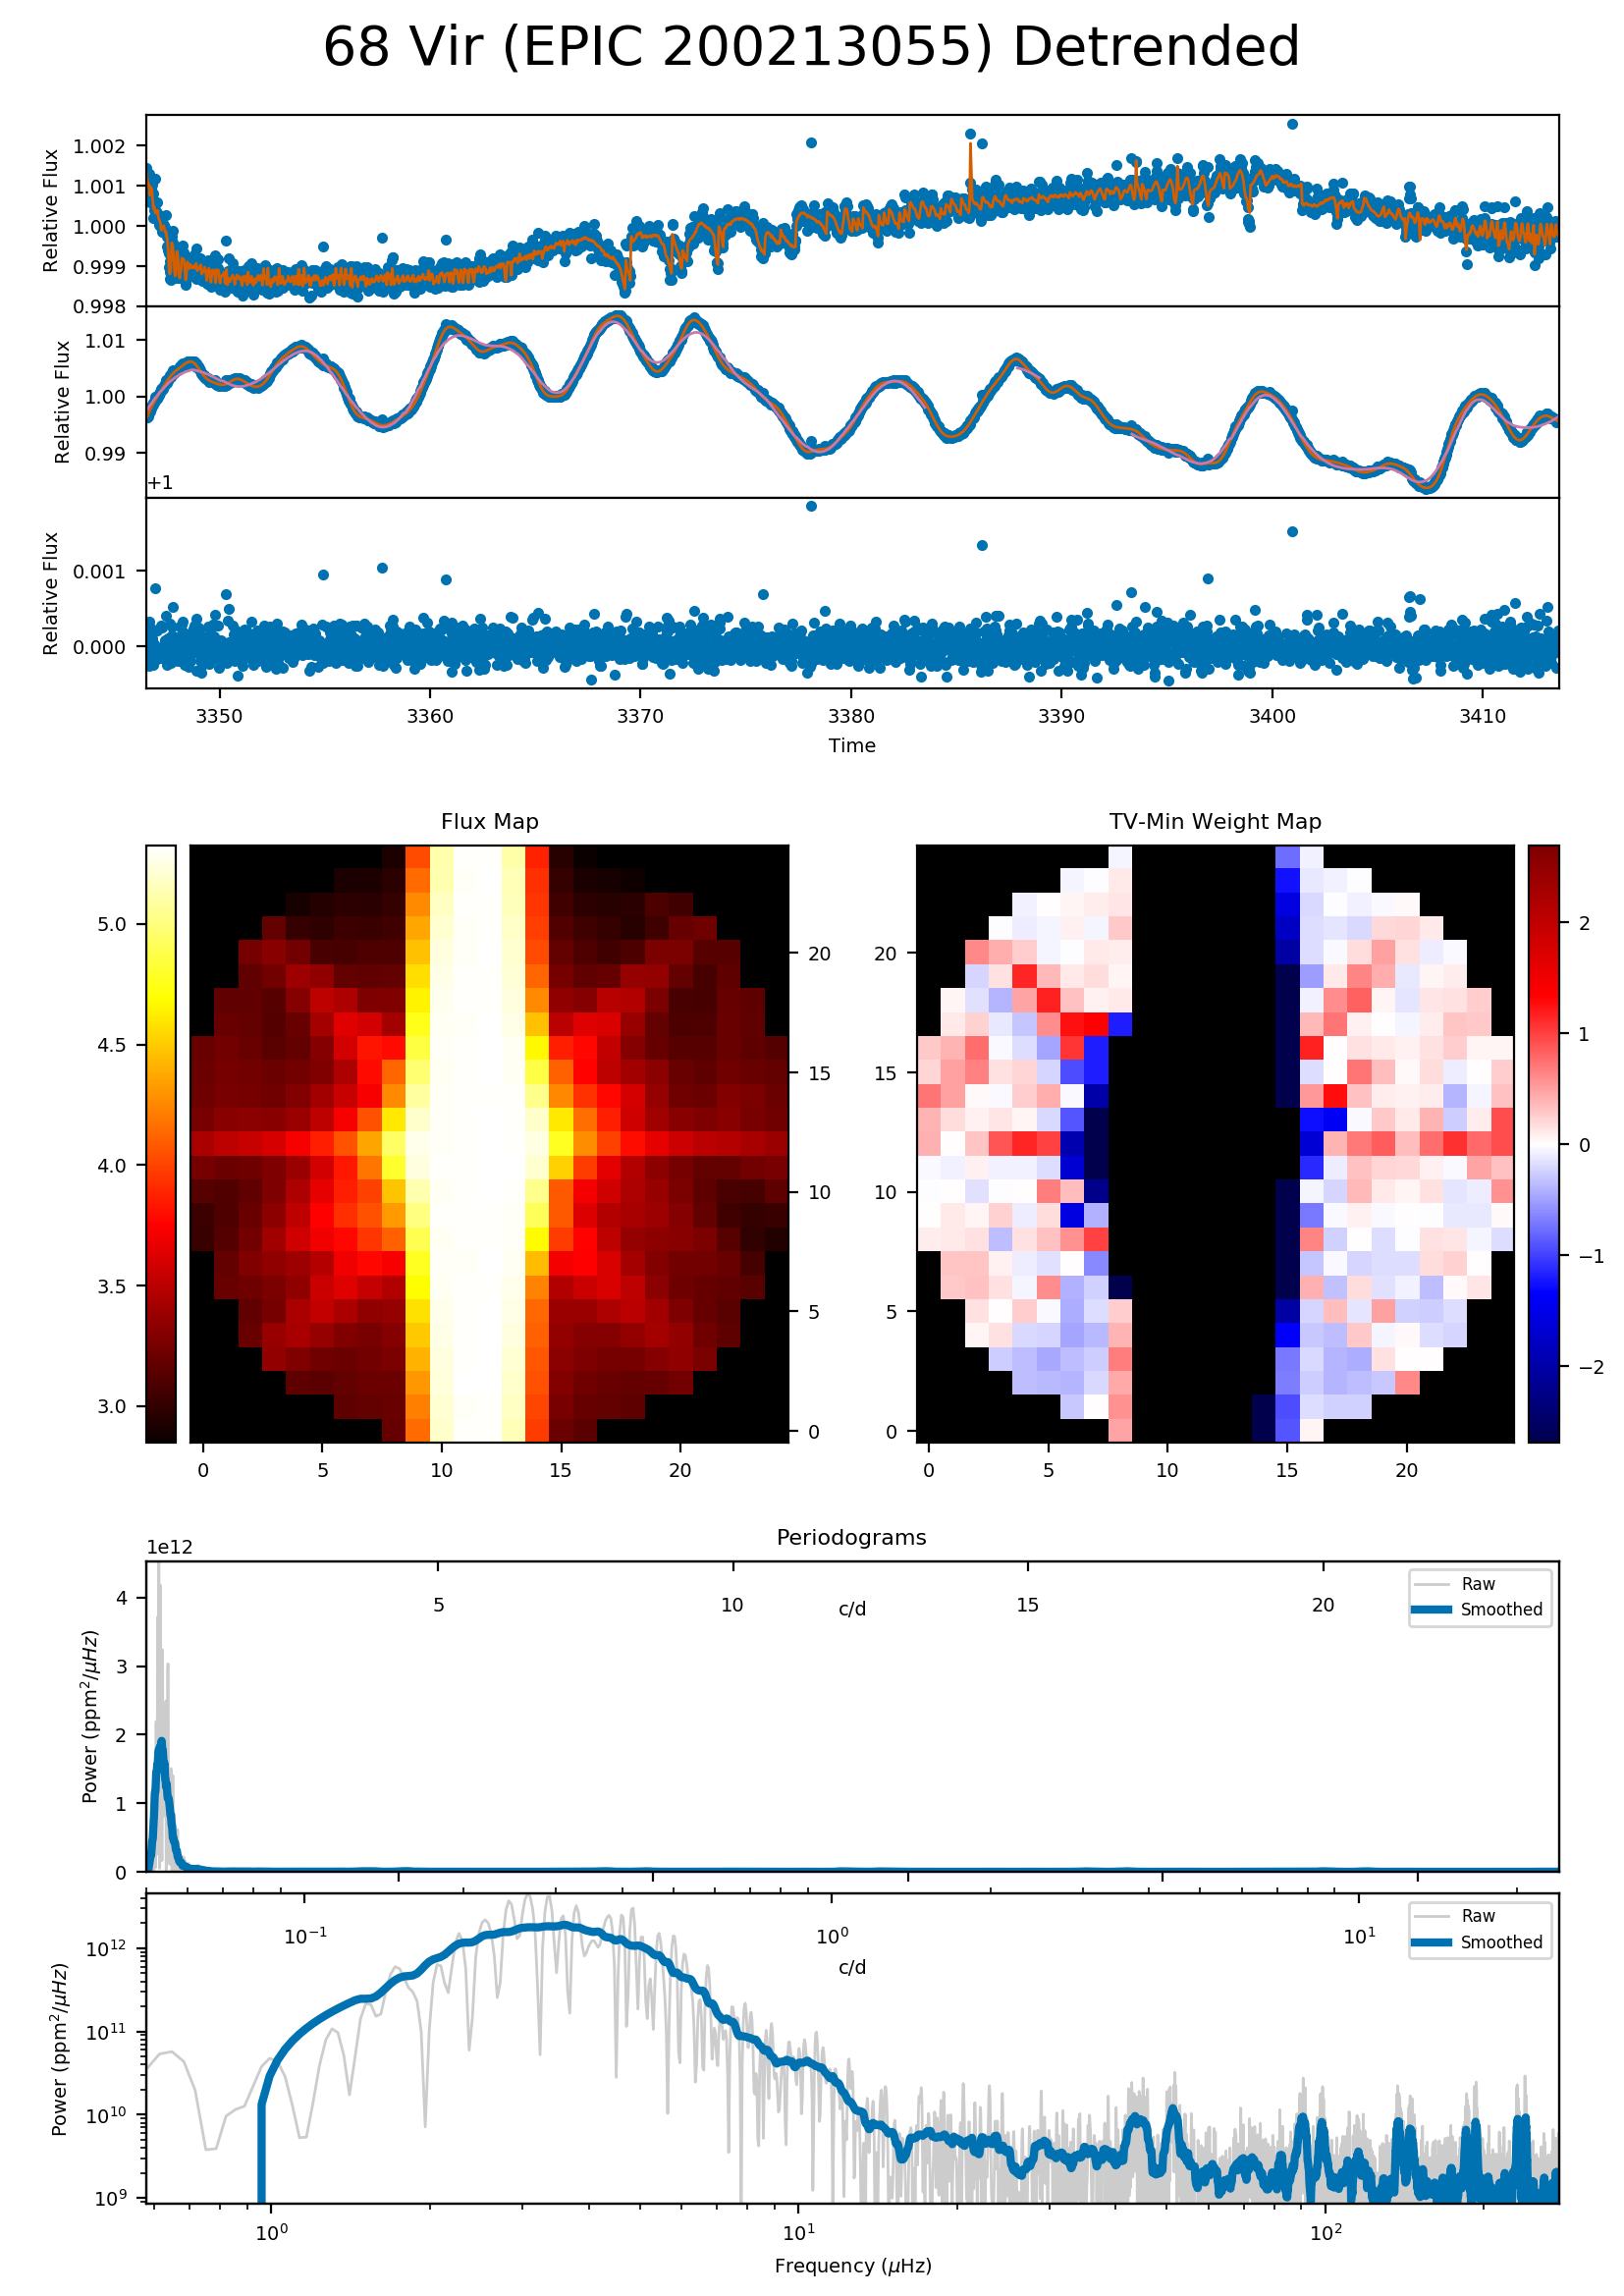 68 Vir (EPIC 200213055) Detrended
Relative Flux
1.002
1.001
1.000
0.999
0.998
Relative Flux
1.01
1.00
0.99
+1
Relative Flux
0.001
0.000
3350 3360 3370 3380 3390 3400 3410
Time
Flux Map
5.0
4.5
4.0
3.5
3.0
20
15
10
5
0
0 5 10 15 20
TV-Min Weight Map
20
15
10
5
0
0 5 10 15 20
2
1
0
−1
−2
Periodograms
1e12
Power (ppm²/μHz)
4
3
2
1
0
5 10 15 20
c/d
Raw
Smoothed
Power (ppm²/μHz)
10¹²
10¹¹
10¹⁰
10⁹
10⁻¹ 10⁰ 10¹
c/d
Raw
Smoothed
10⁰ 10¹ 10²
Frequency (μHz)